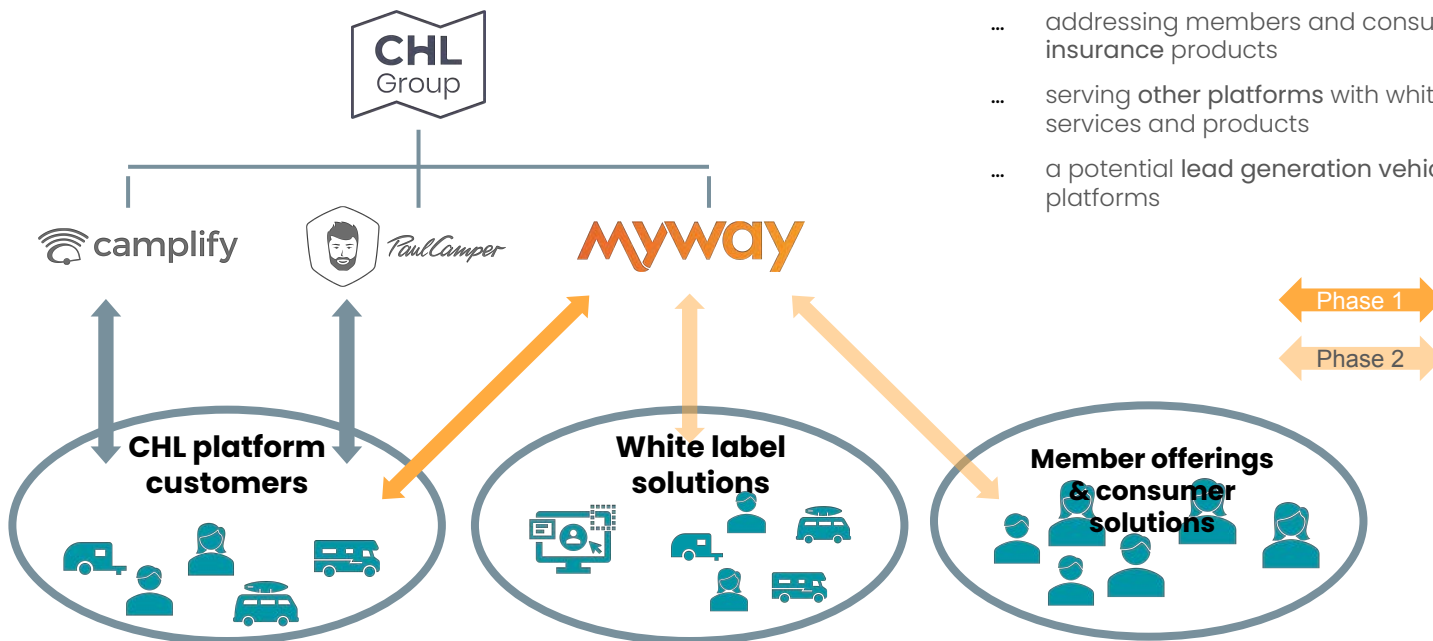 CHL
Group
... addressing members and consu
insurance products
... serving other platforms with whit
services and products
... a potential lead generation vehic
platforms
camplify
PaulCamper
myway
Phase 1
Phase 2
CHL platform
customers
White label
solutions
Member offerings
& consumer
solutions